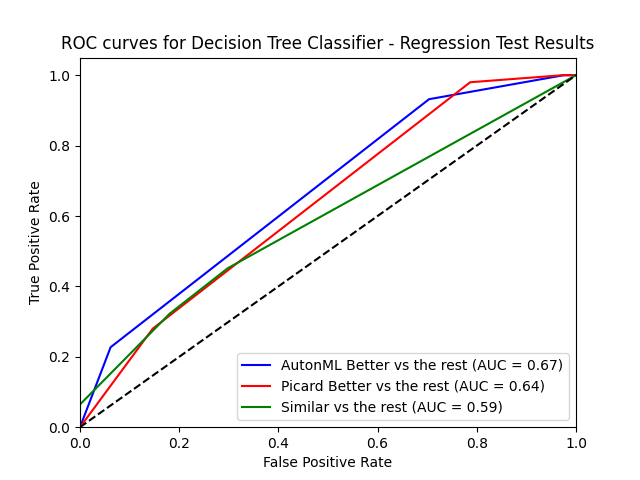 ROC curves for Decision Tree Classifier - Regression Test Results
1.0
0.8
0.6
0.4
0.2
0.0
True Positive Rate
AutonML Better vs the rest (AUC = 0.67)
Picard Better vs the rest (AUC = 0.64)
Similar vs the rest (AUC = 0.59)
0.0 0.2 0.4 0.6 0.8 1.0
False Positive Rate